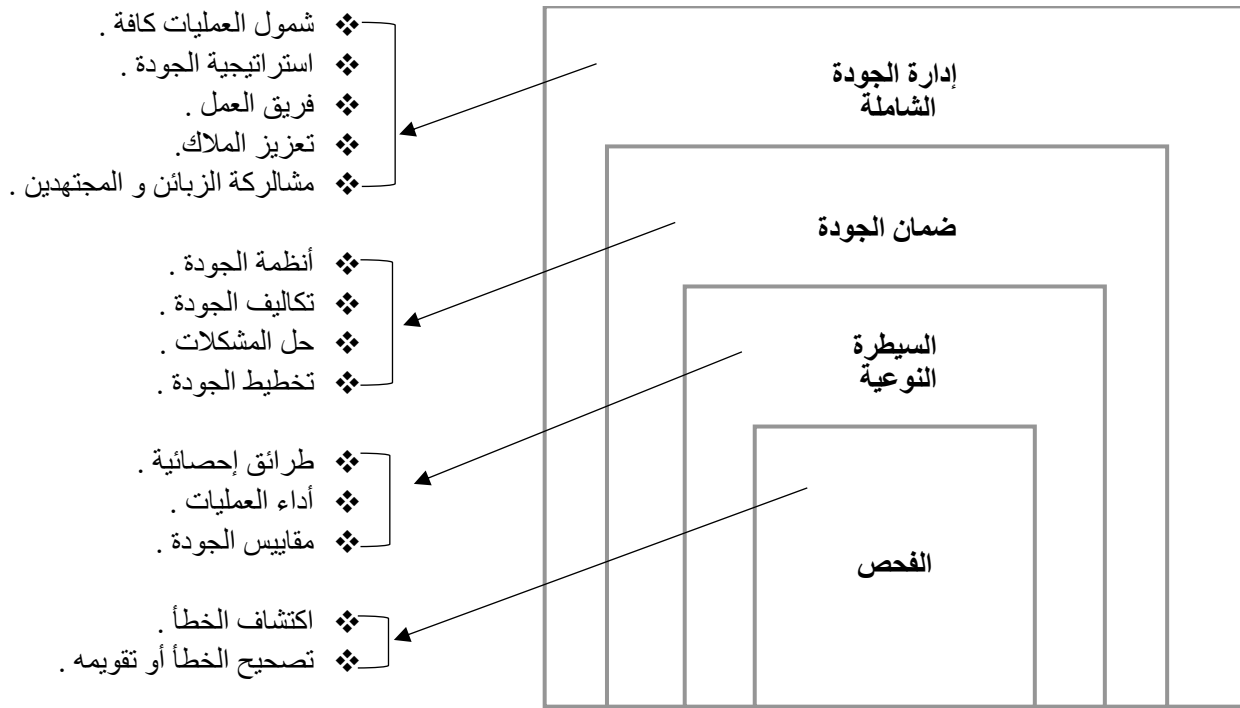 إدارة الجودة
الشاملة
ضمان الجودة
السيطرة
النوعية
الفحص
❖ شمول العمليات كافة .
❖ استراتيجية الجودة .
❖ فريق العمل .
❖ تعزيز الملاك.
❖ مشالركة الزبائن و المجتهدين .
❖ أنظمة الجودة .
❖ تكاليف الجودة .
❖ حل المشكلات .
❖ تخطيط الجودة .
❖ طرائق إحصائية .
❖ أداء العمليات .
❖ مقاييس الجودة .
❖ اكتشاف الخطأ .
❖ تصحيح الخطأ أو تقويمه .